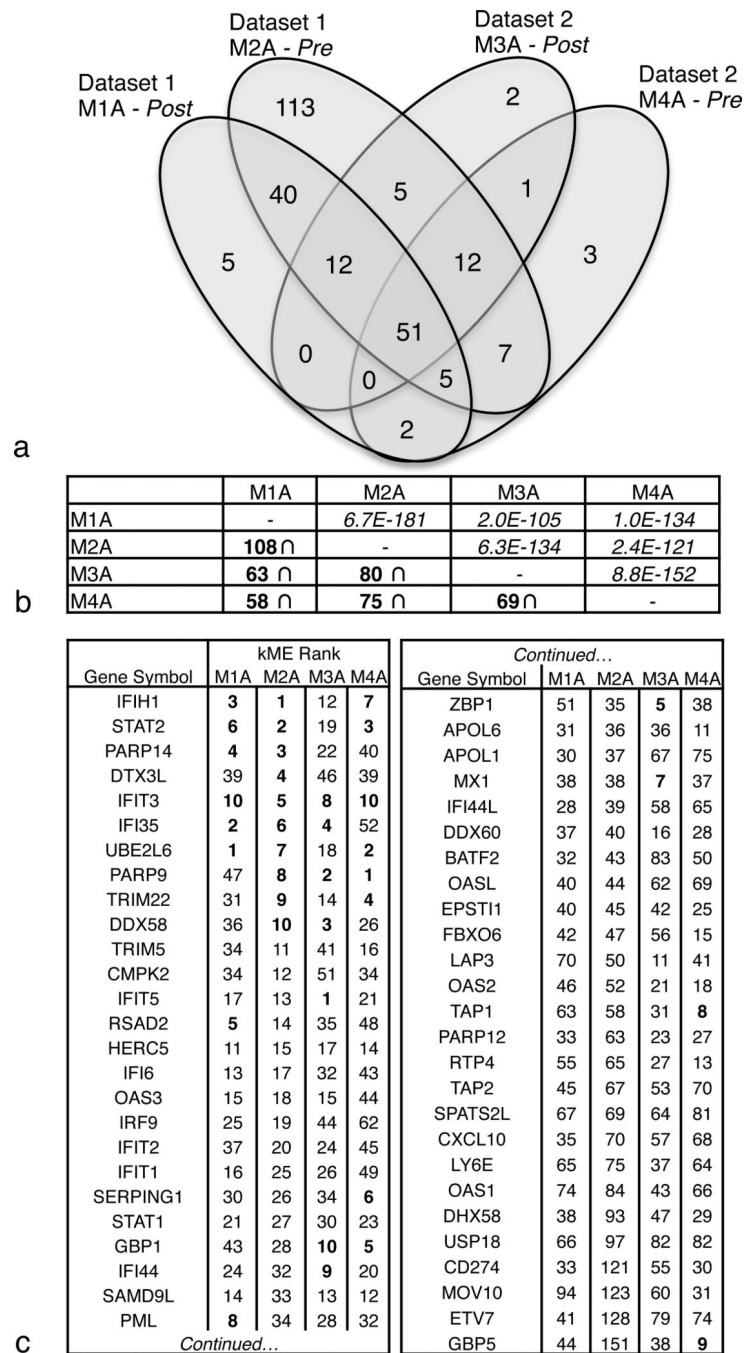 Dataset 1
M2A - Pre
Dataset 2
M3A - Post
Dataset 1
M1A - Post
Dataset 2
M4A - Pre
113
2
40
5
1
5
12
12
3
51
0
0
5
7
2
a
M1A M2A M3A M4A
M1A - 6.7E-181 2.0E-105 1.0E-134
M2A 108 ∩ - 6.3E-134 2.4E-121
M3A 63 ∩ 80 ∩ - 8.8E-152
M4A 58 ∩ 75 ∩ 69 ∩ -
b
kME Rank
Gene Symbol M1A M2A M3A M4A
IFIH1 3 1 12 7
STAT2 6 2 19 3
PARP14 4 3 22 40
DTX3L 39 4 46 39
IFIT3 10 5 8 10
IFI35 2 6 4 52
UBE2L6 1 7 18 2
PARP9 47 8 2 1
TRIM22 31 9 14 4
DDX58 36 10 3 26
TRIM5 34 11 41 16
CMPK2 34 12 51 34
IFIT5 17 13 1 21
RSAD2 5 14 35 48
HERC5 11 15 17 14
IFI6 13 17 32 43
OAS3 15 18 15 44
IRF9 25 19 44 62
IFIT2 37 20 24 45
IFIT1 16 25 26 49
SERPING1 30 26 34 6
STAT1 21 27 30 23
GBP1 43 28 10 5
IFI44 24 32 9 20
SAMD9L 14 33 13 12
PML 8 34 28 32
Continued...
Continued...
Gene Symbol M1A M2A M3A M4A
ZBP1 51 35 5 38
APOL6 31 36 36 11
APOL1 30 37 67 75
MX1 38 38 7 37
IFI44L 28 39 58 65
DDX60 37 40 16 28
BATF2 32 43 83 50
OASL 40 44 62 69
EPSTI1 40 45 42 25
FBXO6 42 47 56 15
LAP3 70 50 11 41
OAS2 46 52 21 18
TAP1 63 58 31 8
PARP12 33 63 23 27
RTP4 55 65 27 13
TAP2 45 67 53 70
SPATS2L 67 69 64 81
CXCL10 35 70 57 68
LY6E 65 75 37 64
OAS1 74 84 43 66
DHX58 38 93 47 29
USP18 66 97 82 82
CD274 33 121 55 30
MOV10 94 123 60 31
ETV7 41 128 79 74
GBP5 44 151 38 9
c